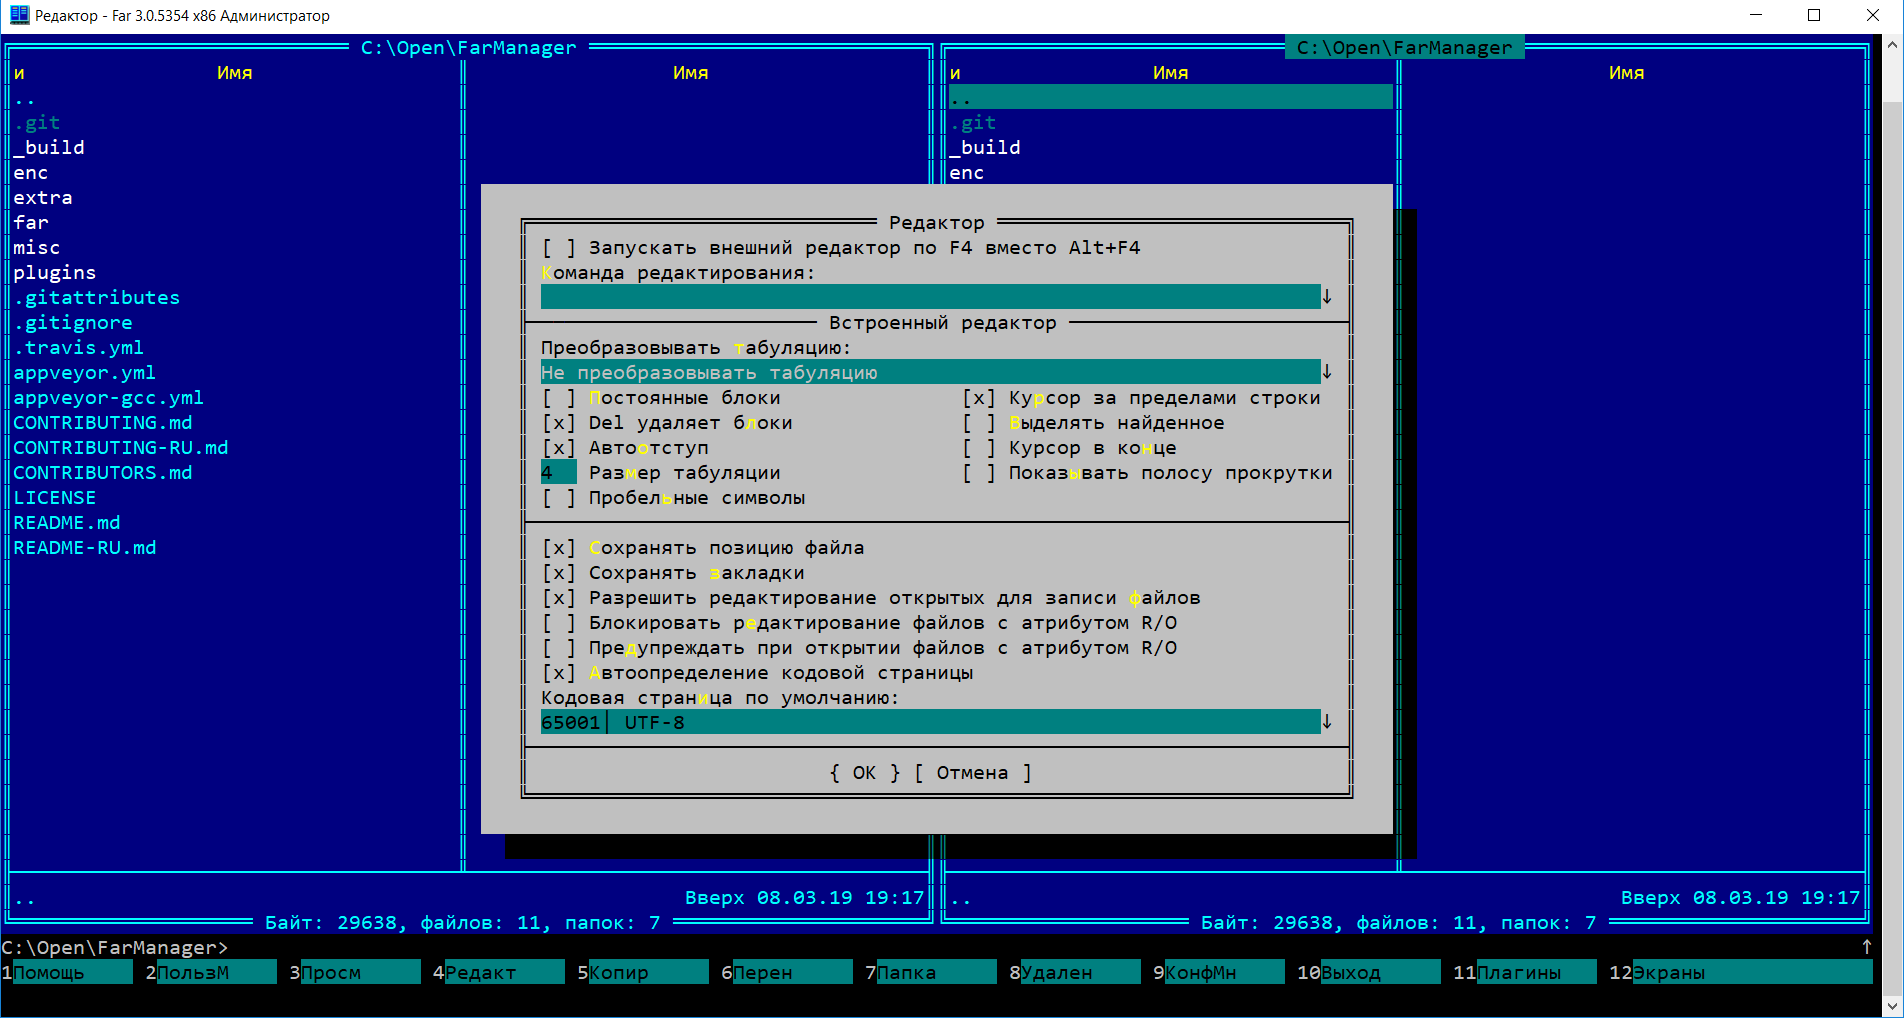 Редактор - Far 3.0.5354 x86 Администратор
C:\Open\FarManager
и Имя Имя
..
.git
_build
enc
extra
far
misc
plugins
.gitattributes
.gitignore
.travis.yml
appveyor.yml
appveyor-gcc.yml
CONTRIBUTING.md
CONTRIBUTING-RU.md
CONTRIBUTORS.md
LICENSE
README.md
README-RU.md
.. Вверх 08.03.19 19:17
Байт: 29638, файлов: 11, папок: 7
C:\Open\FarManager
и Имя Имя
..
.git
_build
enc
.. Вверх 08.03.19 19:17
Байт: 29638, файлов: 11, папок: 7
Редактор
[ ] Запускать внешний редактор по F4 вместо Alt+F4
Команда редактирования:
↓
Встроенный редактор
Преобразовывать табуляцию:
Не преобразовывать табуляцию ↓
[ ] Постоянные блоки [x] Курсор за пределами строки
[x] Del удаляет блоки [ ] Выделять найденное
[x] Автоотступ [ ] Курсор в конце
4 Размер табуляции [ ] Показывать полосу прокрутки
[ ] Пробельные символы
[x] Сохранять позицию файла
[x] Сохранять закладки
[x] Разрешить редактирование открытых для записи файлов
[ ] Блокировать редактирование файлов с атрибутом R/O
[ ] Предупреждать при открытии файлов с атрибутом R/O
[x] Автоопределение кодовой страницы
Кодовая страница по умолчанию:
65001│ UTF-8 ↓
{ OK } [ Отмена ]
C:\Open\FarManager> ↑
1Помощь 2ПользМ 3Просм 4Редакт 5Копир 6Перен 7Папка 8Удален 9КонфМн 10Выход 11Плагины 12Экраны